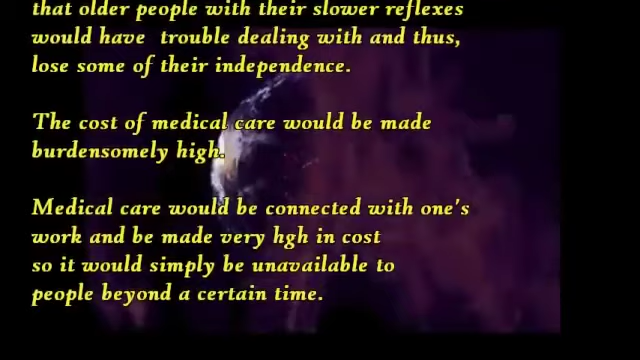 that older people with their slower reflexes
would have trouble dealing with and thus,
lose some of their independence.
The cost of medical care would be made
burdensomely high.
Medical care would be connected with one's
work and be made very hgh in cost
so it would simply be unavailable to
people beyond a certain time.